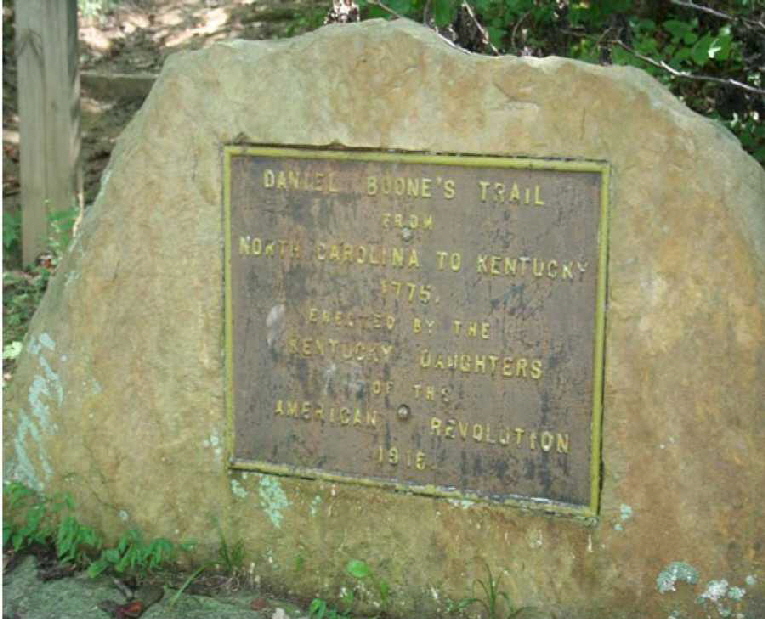 DANIEL BOONE'S TRAIL
FROM
NORTH CAROLINA TO KENTUCKY
1775.
ERECTED BY THE
KENTUCKY DAUGHTERS
OF THE
AMERICAN REVOLUTION
1915.